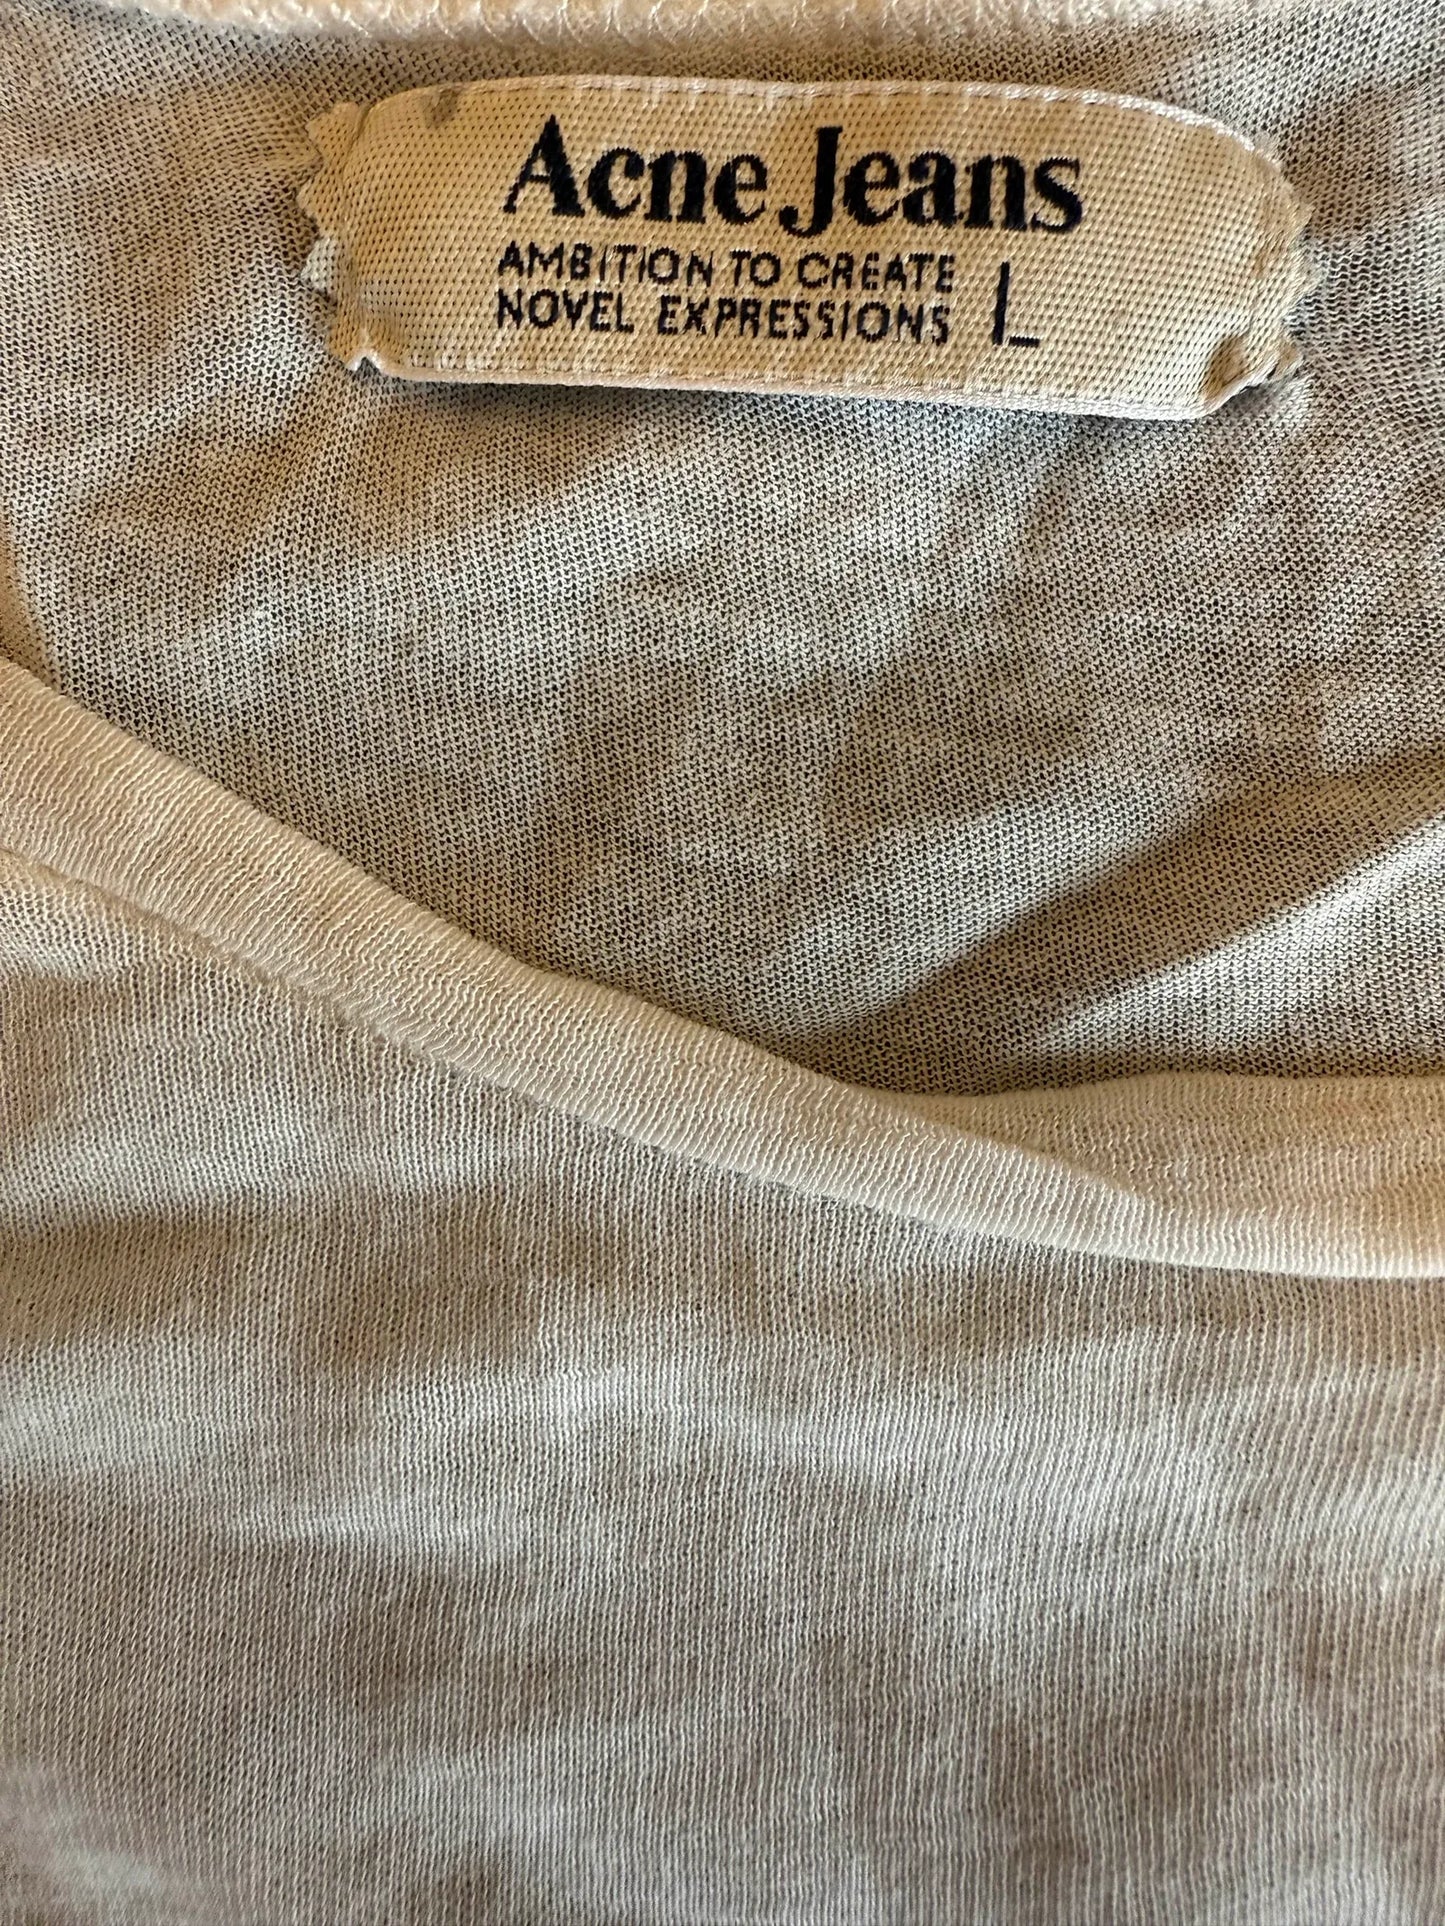 Acne Jeans
AMBITION TO CREATE
NOVEL EXPRESSIONS L